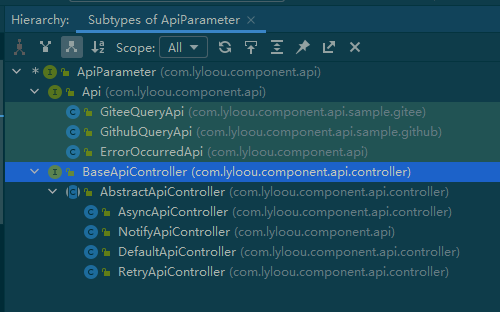 Hierarchy: Subtypes of ApiParameter
Scope: All
* ApiParameter (com.lyloou.component.api)
Api (com.lyloou.component.api)
GiteeQueryApi (com.lyloou.component.api.sample.gitee)
GithubQueryApi (com.lyloou.component.api.sample.github)
ErrorOccurredApi (com.lyloou.component.api)
BaseApiController (com.lyloou.component.api.controller)
AbstractApiController (com.lyloou.component.api.controller)
AsyncApiController (com.lyloou.component.api.controller)
NotifyApiController (com.lyloou.component.api)
DefaultApiController (com.lyloou.component.api.controller)
RetryApiController (com.lyloou.component.api.controller)